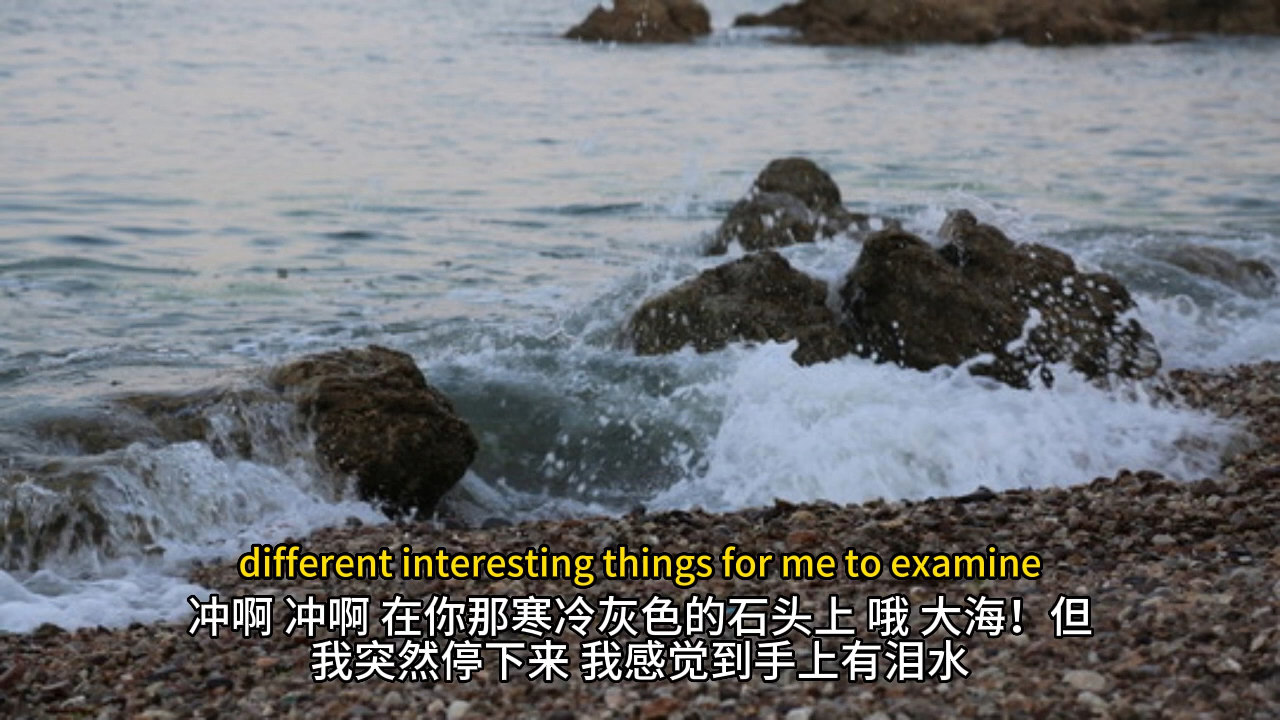 different interesting things for me to examine
冲啊 冲啊 在你那寒冷灰色的石头上 哦 大海！但
我突然停下来 我感觉到手上有泪水